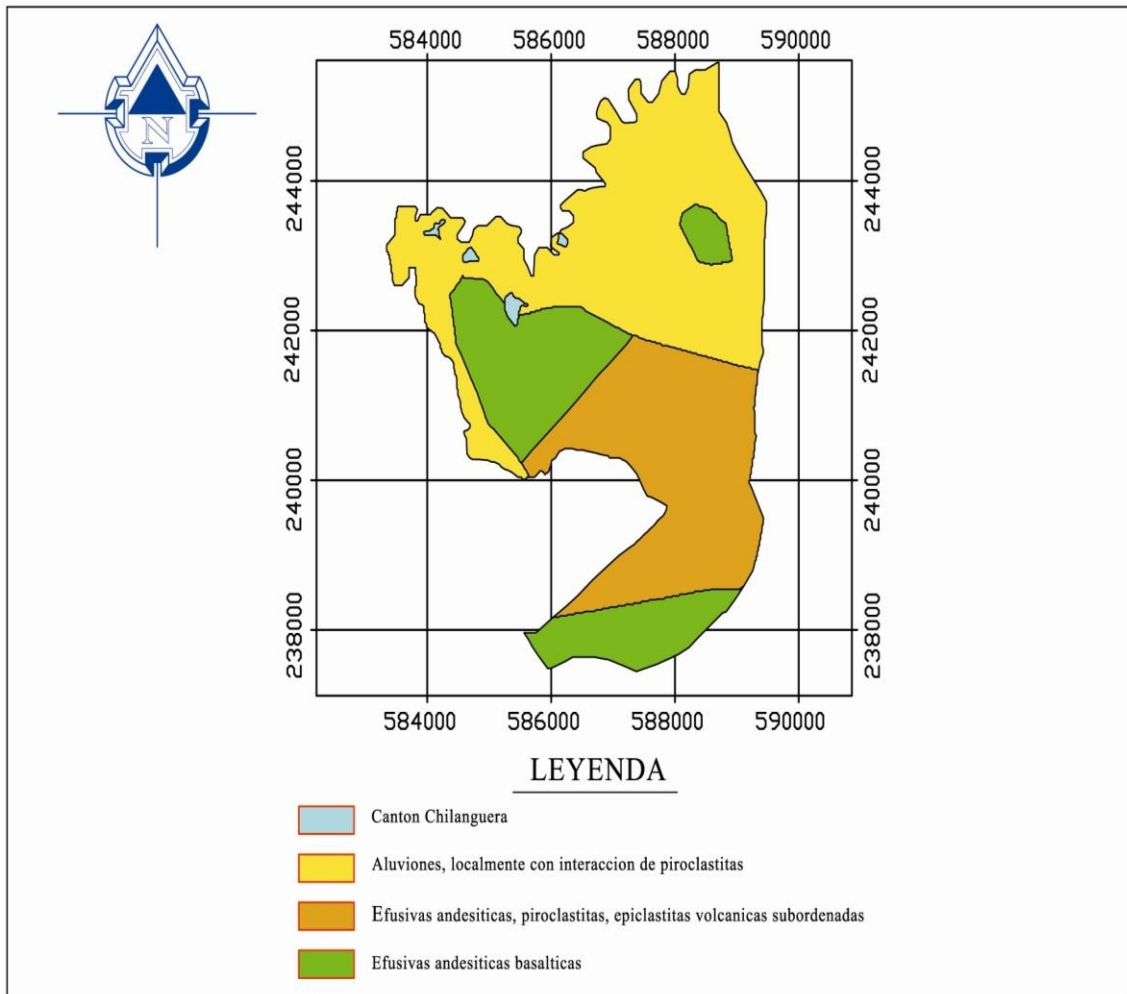 584000 586000 588000 590000
N
244000 244000
242000 242000
240000 240000
238000 238000
584000 586000 588000 590000
LEYENDA
Canton Chilanguera
Aluviones, localmente con interaccion de piroclastitas
Efusivas andesiticas, piroclastitas, epiclastitas volcanicas subordenadas
Efusivas andesiticas basalticas